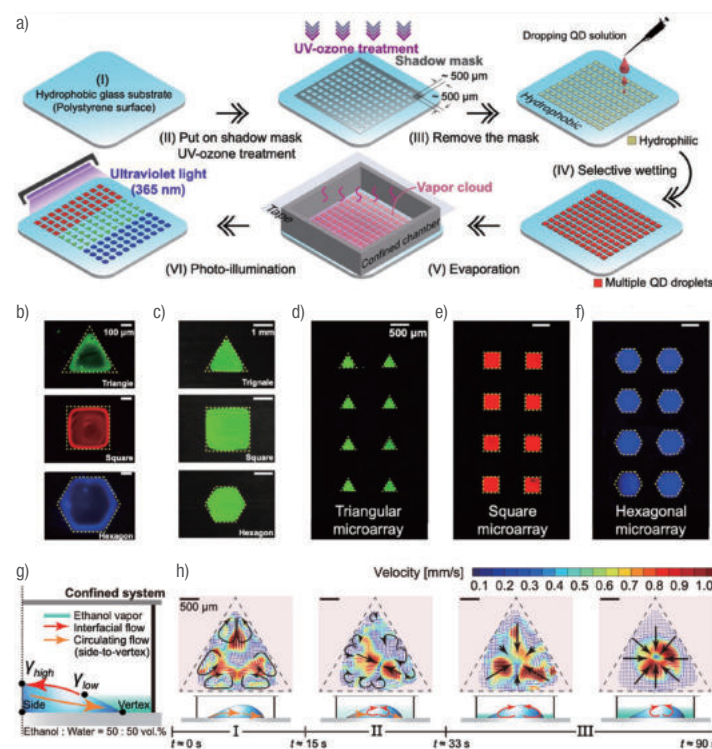 a)
UV-ozone treatment
Shadow mask
~ 500 μm
~ 500 μm
Dropping QD solution
(I)
Hydrophobic glass substrate
(Polystyrene surface)
Hydrophobic
Hydrophilic
(II) Put on shadow mask
UV-ozone treatment
(III) Remove the mask
(IV) Selective wetting
Ultraviolet light
(365 nm)
Tape
Vapor cloud
Confined chamber
(VI) Photo-illumination
(V) Evaporation
Multiple QD droplets
b)
c)
d)
e)
f)
100 μm
1 mm
500 μm
Triangle
Trignale
Square
Square
Hexagon
Hexagon
Triangular
microarray
Square
microarray
Hexagonal
microarray
g)
Confined system
Ethanol vapor
Interfacial flow
Circulating flow
(side-to-vertex)
γhigh
γlow
Side
Vertex
Ethanol : Water = 50 : 50 vol.%
h)
Velocity [mm/s]
0.1 0.2 0.3 0.4 0.5 0.6 0.7 0.8 0.9 1.0
500 μm
I
II
III
t ≈ 0 s
t ≈ 15 s
t ≈ 33 s
t ≈ 90 s